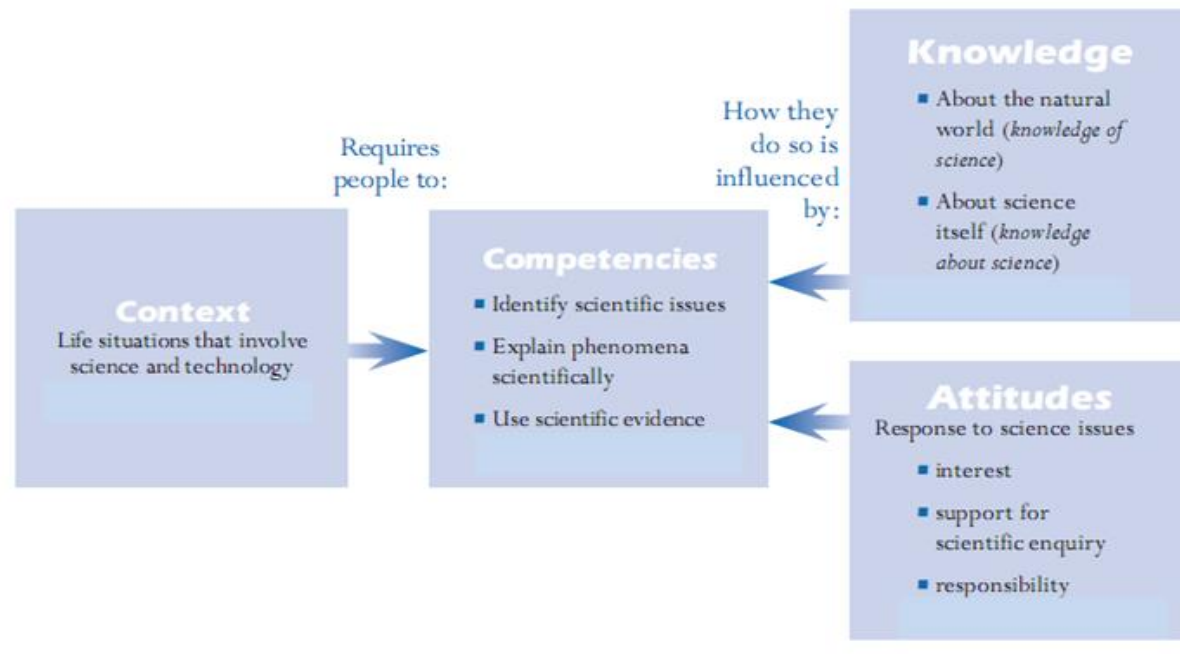 Context
Life situations that involve
science and technology
Requires
people to:
Competencies
■ Identify scientific issues
■ Explain phenomena
scientifically
■ Use scientific evidence
How they
do so is
influenced
by:
Knowledge
■ About the natural
world (knowledge of
science)
■ About science
itself (knowledge
about science)
Attitudes
Response to science issues
■ interest
■ support for
scientific enquiry
■ responsibility